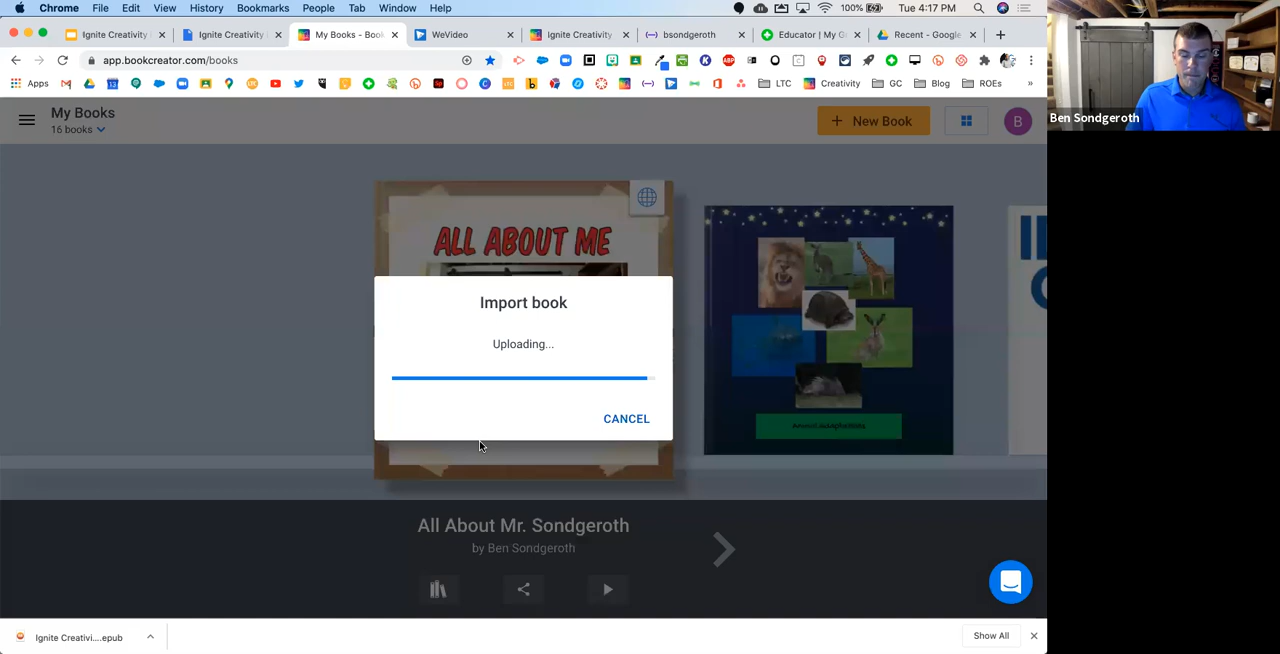 Chrome File Edit View History Bookmarks People Tab Window Help 100% Tue 4:17 PM
Ignite Creativity Ignite Creativity My Books - Book WeVideo Ignite Creativity bsondgeroth Educator | My G Recent - Google
app.bookcreator.com/books
Apps LTC Creativity GC Blog ROEs
My Books
16 books
New Book
B
Ben Sondgeroth
ALL ABOUT ME
Import book
Uploading...
CANCEL
All About Mr. Sondgeroth
by Ben Sondgeroth
Ignite Creativi....epub
Show All